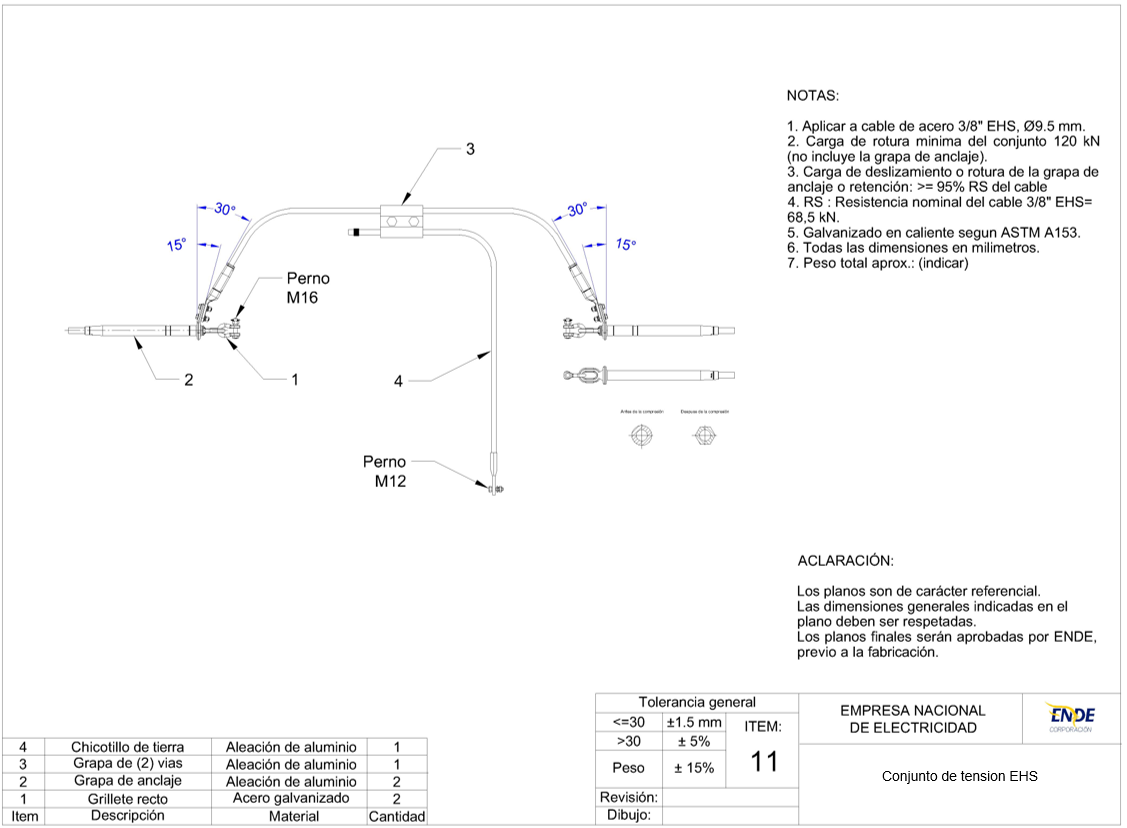 NOTAS:
1. Aplicar a cable de acero 3/8" EHS, Ø9.5 mm.
2. Carga de rotura minima del conjunto 120 kN
(no incluye la grapa de anclaje).
3. Carga de deslizamiento o rotura de la grapa de
anclaje o retención: >= 95% RS del cable
4. RS : Resistencia nominal del cable 3/8" EHS=
68,5 kN.
5. Galvanizado en caliente segun ASTM A153.
6. Todas las dimensiones en milimetros.
7. Peso total aprox.: (indicar)
3
30°
30°
15°
15°
Perno
M16
2
1
4
Antes de la compresión
Despues de la compresión
Perno
M12
ACLARACIÓN:
Los planos son de carácter referencial.
Las dimensiones generales indicadas en el
plano deben ser respetadas.
Los planos finales serán aprobadas por ENDE,
previo a la fabricación.
4 Chicotillo de tierra Aleación de aluminio 1
3 Grapa de (2) vias Aleación de aluminio 1
2 Grapa de anclaje Aleación de aluminio 2
1 Grillete recto Acero galvanizado 2
Item Descripción Material Cantidad
Tolerancia general
<=30 ±1.5 mm
>30 ± 5%
Peso ± 15%
ITEM:
11
Revisión:
Dibujo:
EMPRESA NACIONAL
DE ELECTRICIDAD
ENDE
CORPORACIÓN
Conjunto de tension EHS